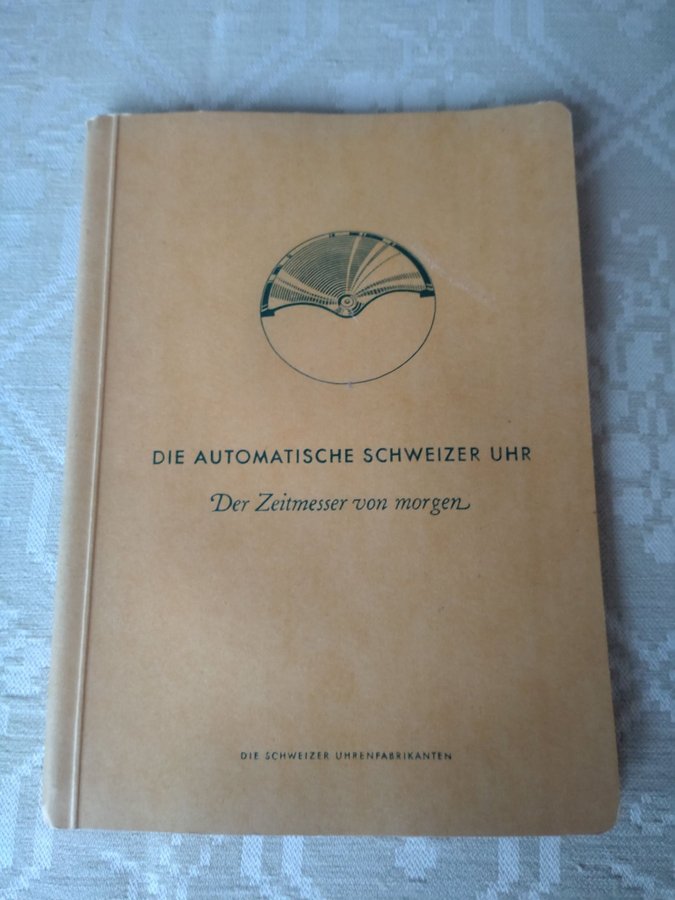 DIE AUTOMATISCHE SCHWEIZER UHR
Der Zeitmesser von morgen
DIE SCHWEIZER UHRENFABRIKANTEN